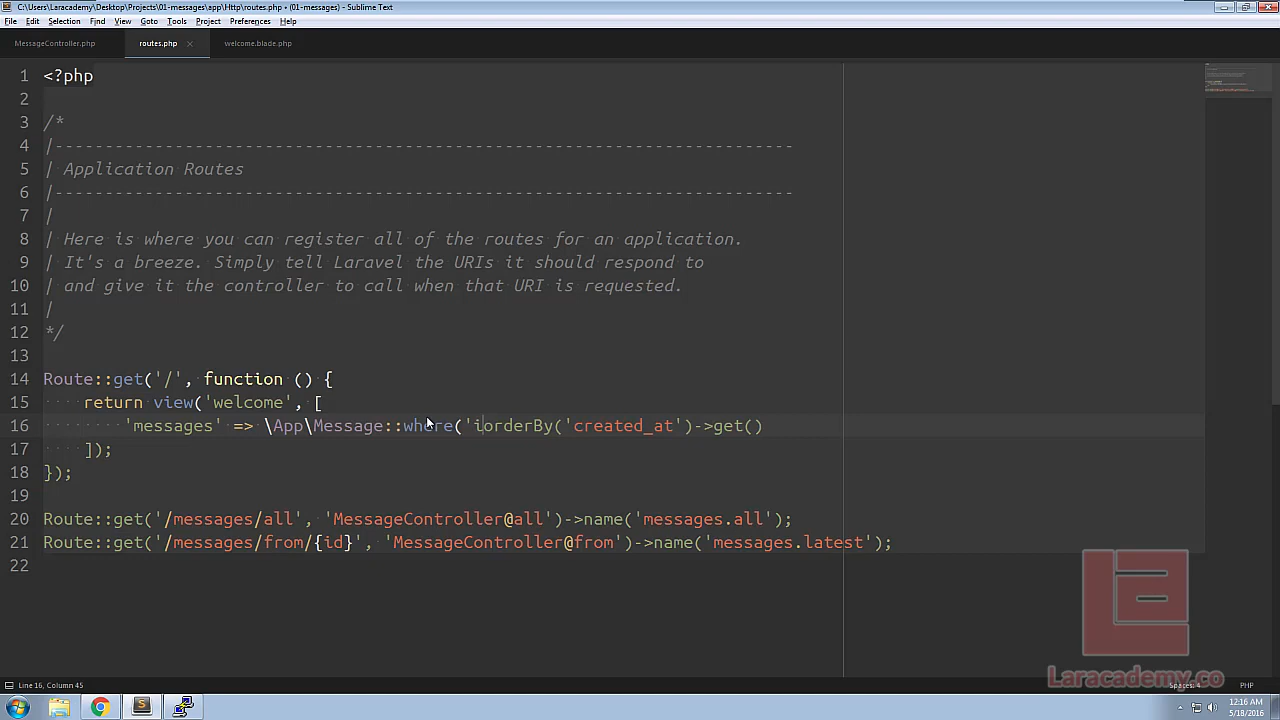 C:\Users\Laracademy\Desktop\Projects\01-messages\app\Http\routes.php • (01-messages) - Sublime Text
File Edit Selection Find View Goto Tools Project Preferences Help
MessageController.php routes.php × welcome.blade.php
1 <?php
2
3 /*
4 |--------------------------------------------------------------------------
5 | Application Routes
6 |--------------------------------------------------------------------------
7 |
8 | Here is where you can register all of the routes for an application.
9 | It's a breeze. Simply tell Laravel the URIs it should respond to
10 | and give it the controller to call when that URI is requested.
11 |
12 */
13
14 Route::get('/', function () {
15 return view('welcome', [
16 'messages' => \App\Message::where('iorderBy('created_at')->get()
17 ]);
18 });
19
20 Route::get('/messages/all', 'MessageController@all')->name('messages.all');
21 Route::get('/messages/from/{id}', 'MessageController@from')->name('messages.latest');
22
Laracademy.co
Line 16, Column 45 Spaces: 4 PHP
12:16 AM
5/18/2016